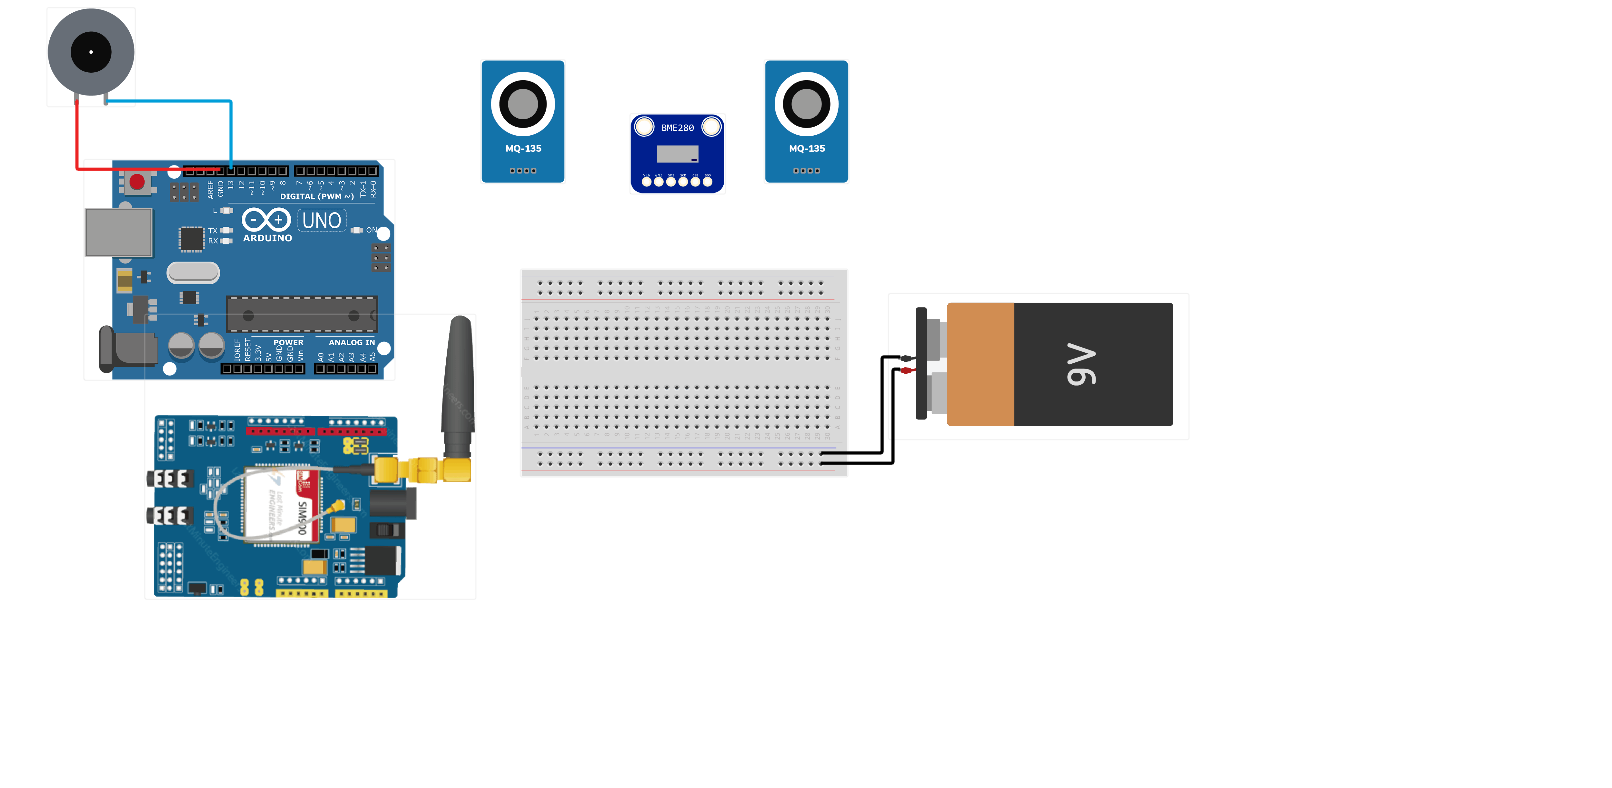 MQ-135
BME280
MQ-135
AREF
GND
13
12
~11
~10
~9
8
7
~6
~5
4
~3
2
TX-1
RX-0
DIGITAL (PWM ~)
L
TX
RX
ARDUINO
UNO
ON
POWER
ANALOG IN
IOREF
RESET
3.3V
5V
GND
GND
Vin
A0
A1
A2
A3
A4
A5
SIM900
9V